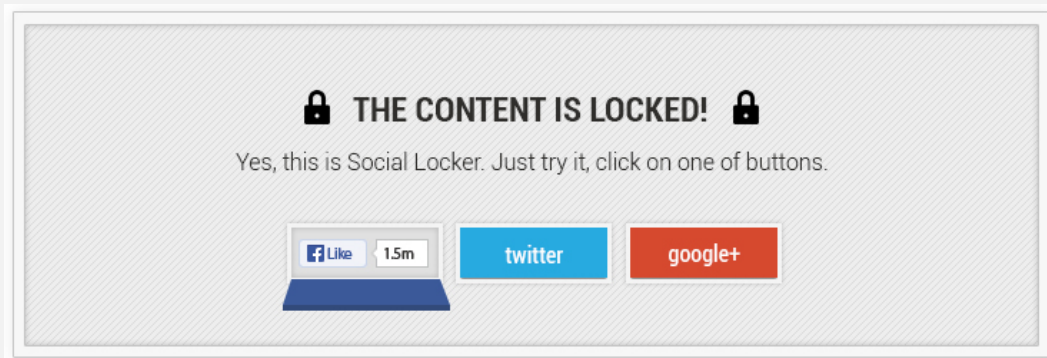 THE CONTENT IS LOCKED!
Yes, this is Social Locker. Just try it, click on one of buttons.
f Like 1.5m twitter google+